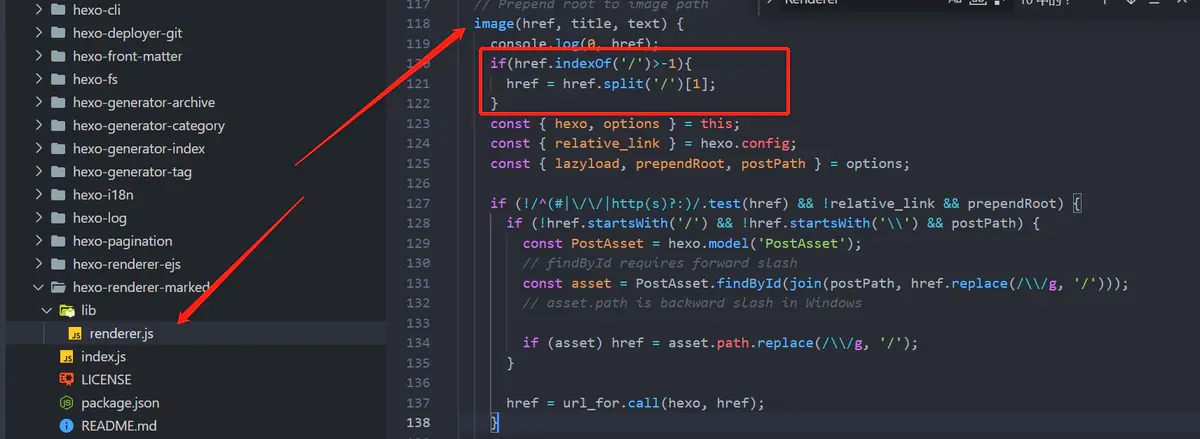 hexo-cli
hexo-deployer-git
hexo-front-matter
hexo-fs
hexo-generator-archive
hexo-generator-category
hexo-generator-index
hexo-generator-tag
hexo-i18n
hexo-log
hexo-pagination
hexo-renderer-ejs
hexo-renderer-marked
lib
JS renderer.js
JS index.js
LICENSE
package.json
README.md
117 // Prepend root to image path
118 image(href, title, text) {
119 console.log(0, href);
120 if(href.indexOf('/')>-1){
121 href = href.split('/')[1];
122 }
123 const { hexo, options } = this;
124 const { relative_link } = hexo.config;
125 const { lazyload, prependRoot, postPath } = options;
126
127 if (!/^(#|\/\/|http(s)?:)/.test(href) && !relative_link && prependRoot) {
128 if (!href.startsWith('/') && !href.startsWith('\\') && postPath) {
129 const PostAsset = hexo.model('PostAsset');
130 // findById requires forward slash
131 const asset = PostAsset.findById(join(postPath, href.replace(/\\/g, '/')));
132 // asset.path is backward slash in Windows
133
134 if (asset) href = asset.path.replace(/\\/g, '/');
135 }
136
137 href = url_for.call(hexo, href);
138 }